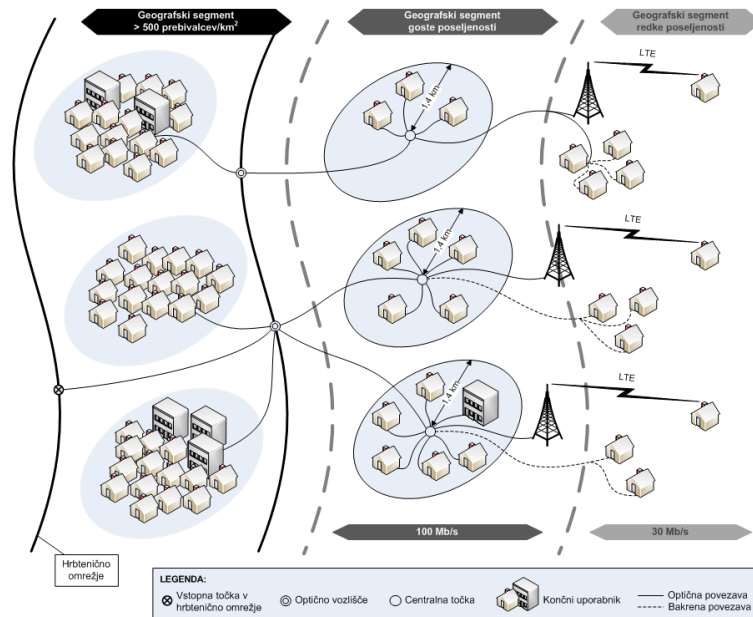 Geografski segment
> 500 prebivalcev/km²
Geografski segment
goste poseljenosti
Geografski segment
redke poseljenosti
LTE
1,4 km
LTE
1,4 km
LTE
1,4 km
100 Mb/s
30 Mb/s
Hrbtenično
omrežje
LEGENDA:
Vstopna točka v
hrbtenično omrežje
Optično vozlišče
Centralna točka
Končni uporabnik
Optična povezava
Bakrena povezava